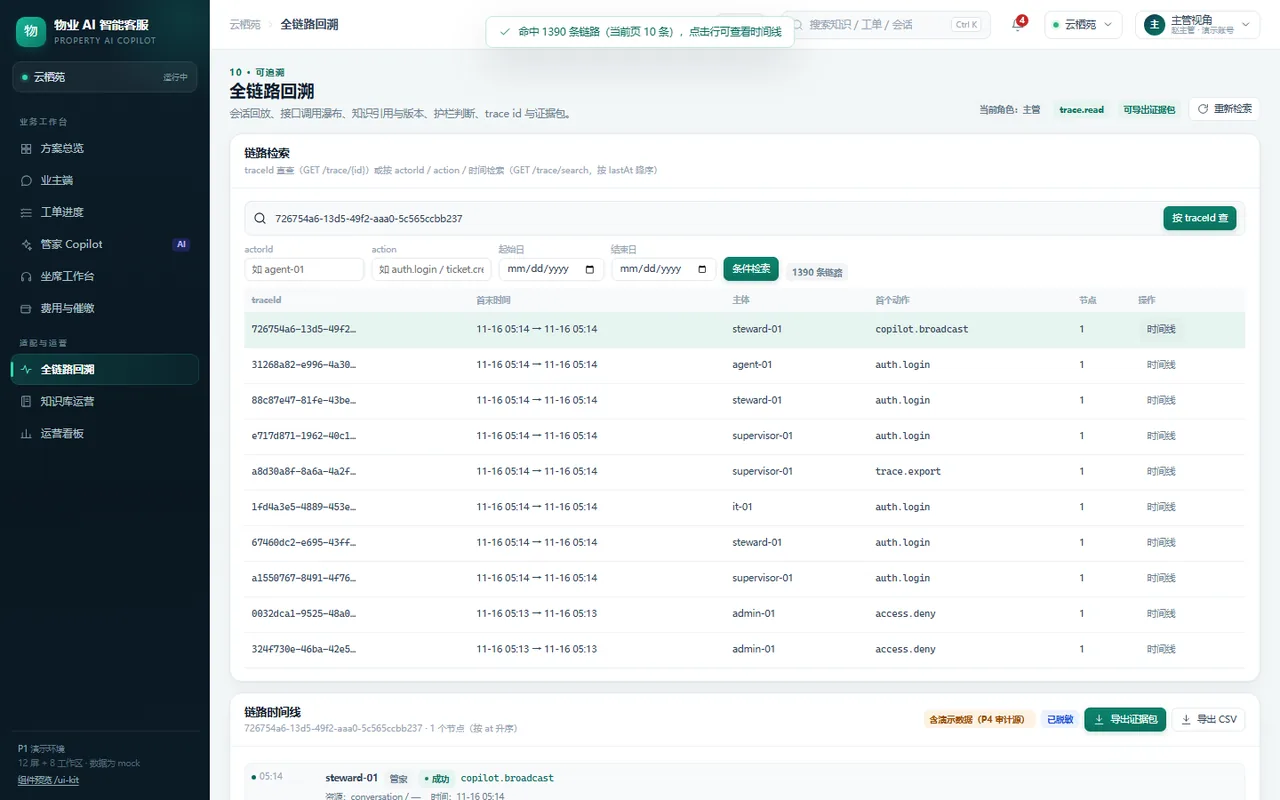 物
物业 AI 智能客服
PROPERTY AI COPILOT
云栖苑
运行中
业务工作台
方案总览
业主端
工单进度
管家 Copilot
AI
坐席工作台
费用与催缴
适配与运营
全链路回溯
知识库运营
运营看板
P1 演示环境
12 屏 + 8 工作区 · 数据为 mock
组件预览 /ui-kit
云栖苑
全链路回溯
命中 1390 条链路（当前页 10 条），点击行可查看时间线
搜索知识 / 工单 / 会话
Ctrl K
4
云栖苑
主
主管视角
赵主管 · 演示账号
10 • 可追溯
全链路回溯
会话回放、接口调用瀑布、知识引用与版本、护栏判断、trace id 与证据包。
当前角色：主管
trace.read
可导出证据包
重新检索
链路检索
traceId 直查（GET /trace/{id}）或按 actorId / action / 时间检索（GET /trace/search，按 lastAt 降序）
726754a6-13d5-49f2-aaa0-5c565ccbb237
按 traceId 查
actorId
action
起始日
结束日
如 agent-01
如 auth.login / ticket.cre
mm/dd/yyyy
mm/dd/yyyy
条件检索
1390 条链路
traceId 首末时间 主体 首个动作 节点 操作
726754a6-13d5-49f2… 11-16 05:14 → 11-16 05:14 steward-01 copilot.broadcast 1 时间线
31268a82-e996-4a30… 11-16 05:14 → 11-16 05:14 agent-01 auth.login 1 时间线
88c87e47-81fe-43be… 11-16 05:14 → 11-16 05:14 steward-01 auth.login 1 时间线
e717d871-1962-40c1… 11-16 05:14 → 11-16 05:14 supervisor-01 auth.login 1 时间线
a8d30a8f-8a6a-4a2f… 11-16 05:14 → 11-16 05:14 supervisor-01 trace.export 1 时间线
1fd4a3e5-4889-453e… 11-16 05:14 → 11-16 05:14 it-01 auth.login 1 时间线
67460dc2-e695-43ff… 11-16 05:14 → 11-16 05:14 steward-01 auth.login 1 时间线
a1550767-8491-4f76… 11-16 05:14 → 11-16 05:14 supervisor-01 auth.login 1 时间线
0032dca1-9525-48a0… 11-16 05:13 → 11-16 05:13 admin-01 access.deny 1 时间线
324f730e-46ba-42e5… 11-16 05:13 → 11-16 05:13 admin-01 access.deny 1 时间线
链路时间线
726754a6-13d5-49f2-aaa0-5c565ccbb237 · 1 个节点（按 at 升序）
含演示数据（P4 审计源）
已脱敏
导出证据包
导出 CSV
05:14
steward-01 管家 • 成功 copilot.broadcast
资源：conversation / — 时间：11-16 05:14